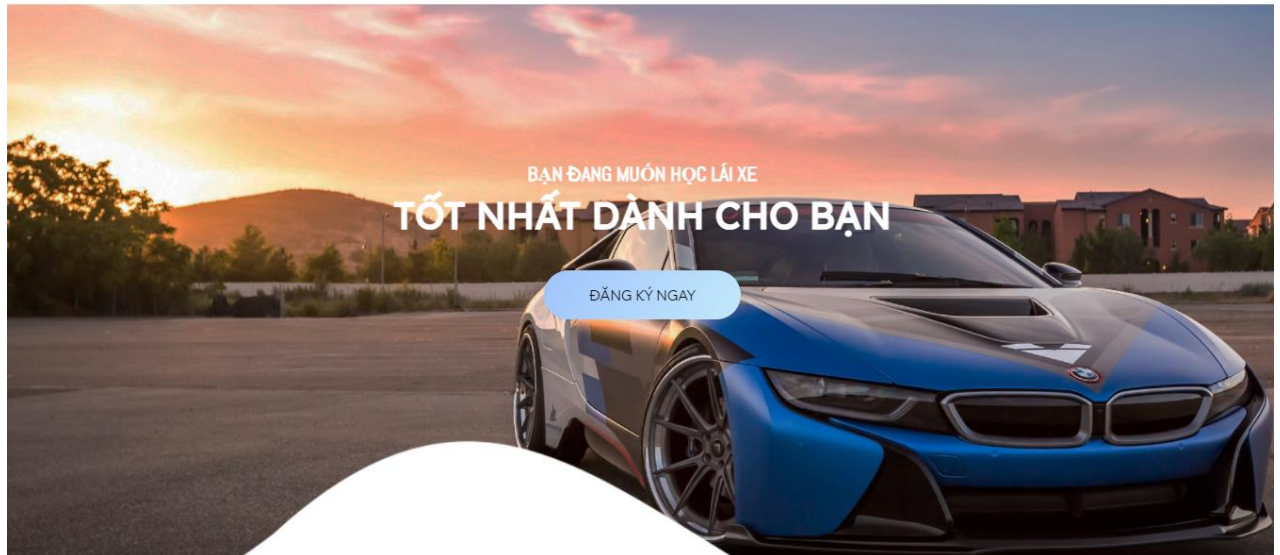 BẠN ĐANG MUỐN HỌC LÁI XE
TỐT NHẤT DÀNH CHO BẠN
ĐĂNG KÝ NGAY